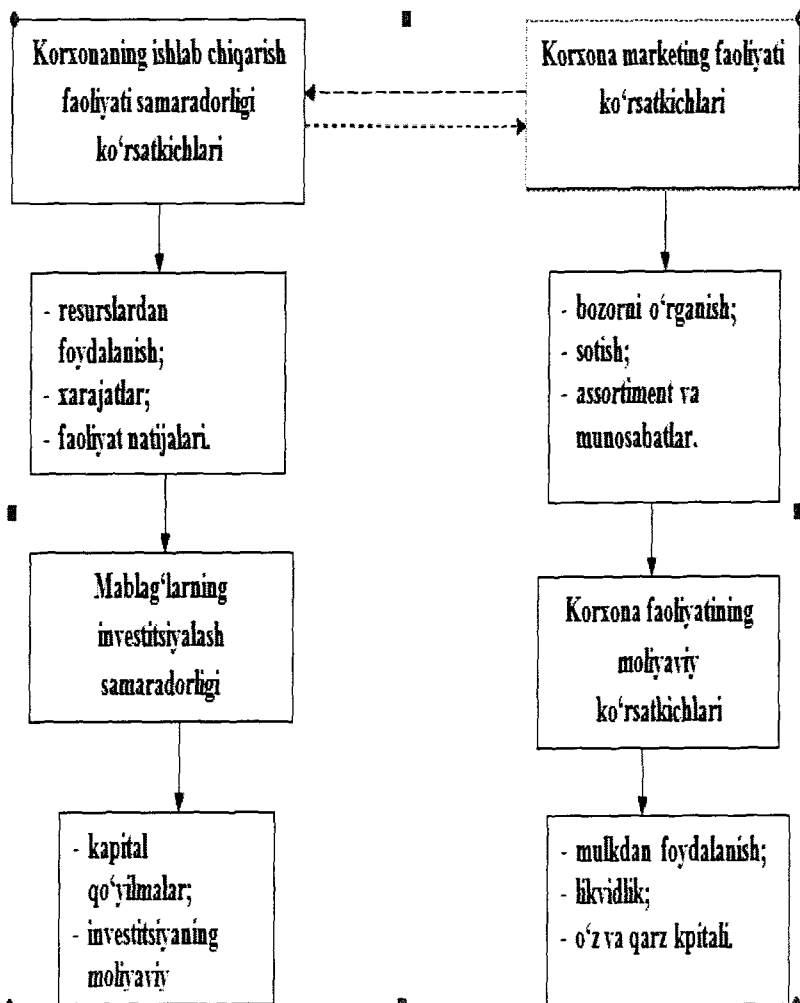 Korxonaning ishlab chiqarish
faoliyati samaradorligi
ko‘rsatkichlari
Korxona marketing faoliyati
ko‘rsatkichlari
- resurslardan
foydalanish;
- xarajatlar;
- faoliyat natijalari.
- bozorni o‘rganish;
- sotish;
- assortiment va
munosabatlar.
Mablag‘larning
investitsiyalash
samaradorligi
Korxona faoliyatining
moliyaviy
ko‘rsatkichlari
- kapital
qo‘yilmalar;
- investitsiyaning
moliyaviy
- mulkdan foydalanish;
- likvidlik;
- o‘z va qarz kpitali.